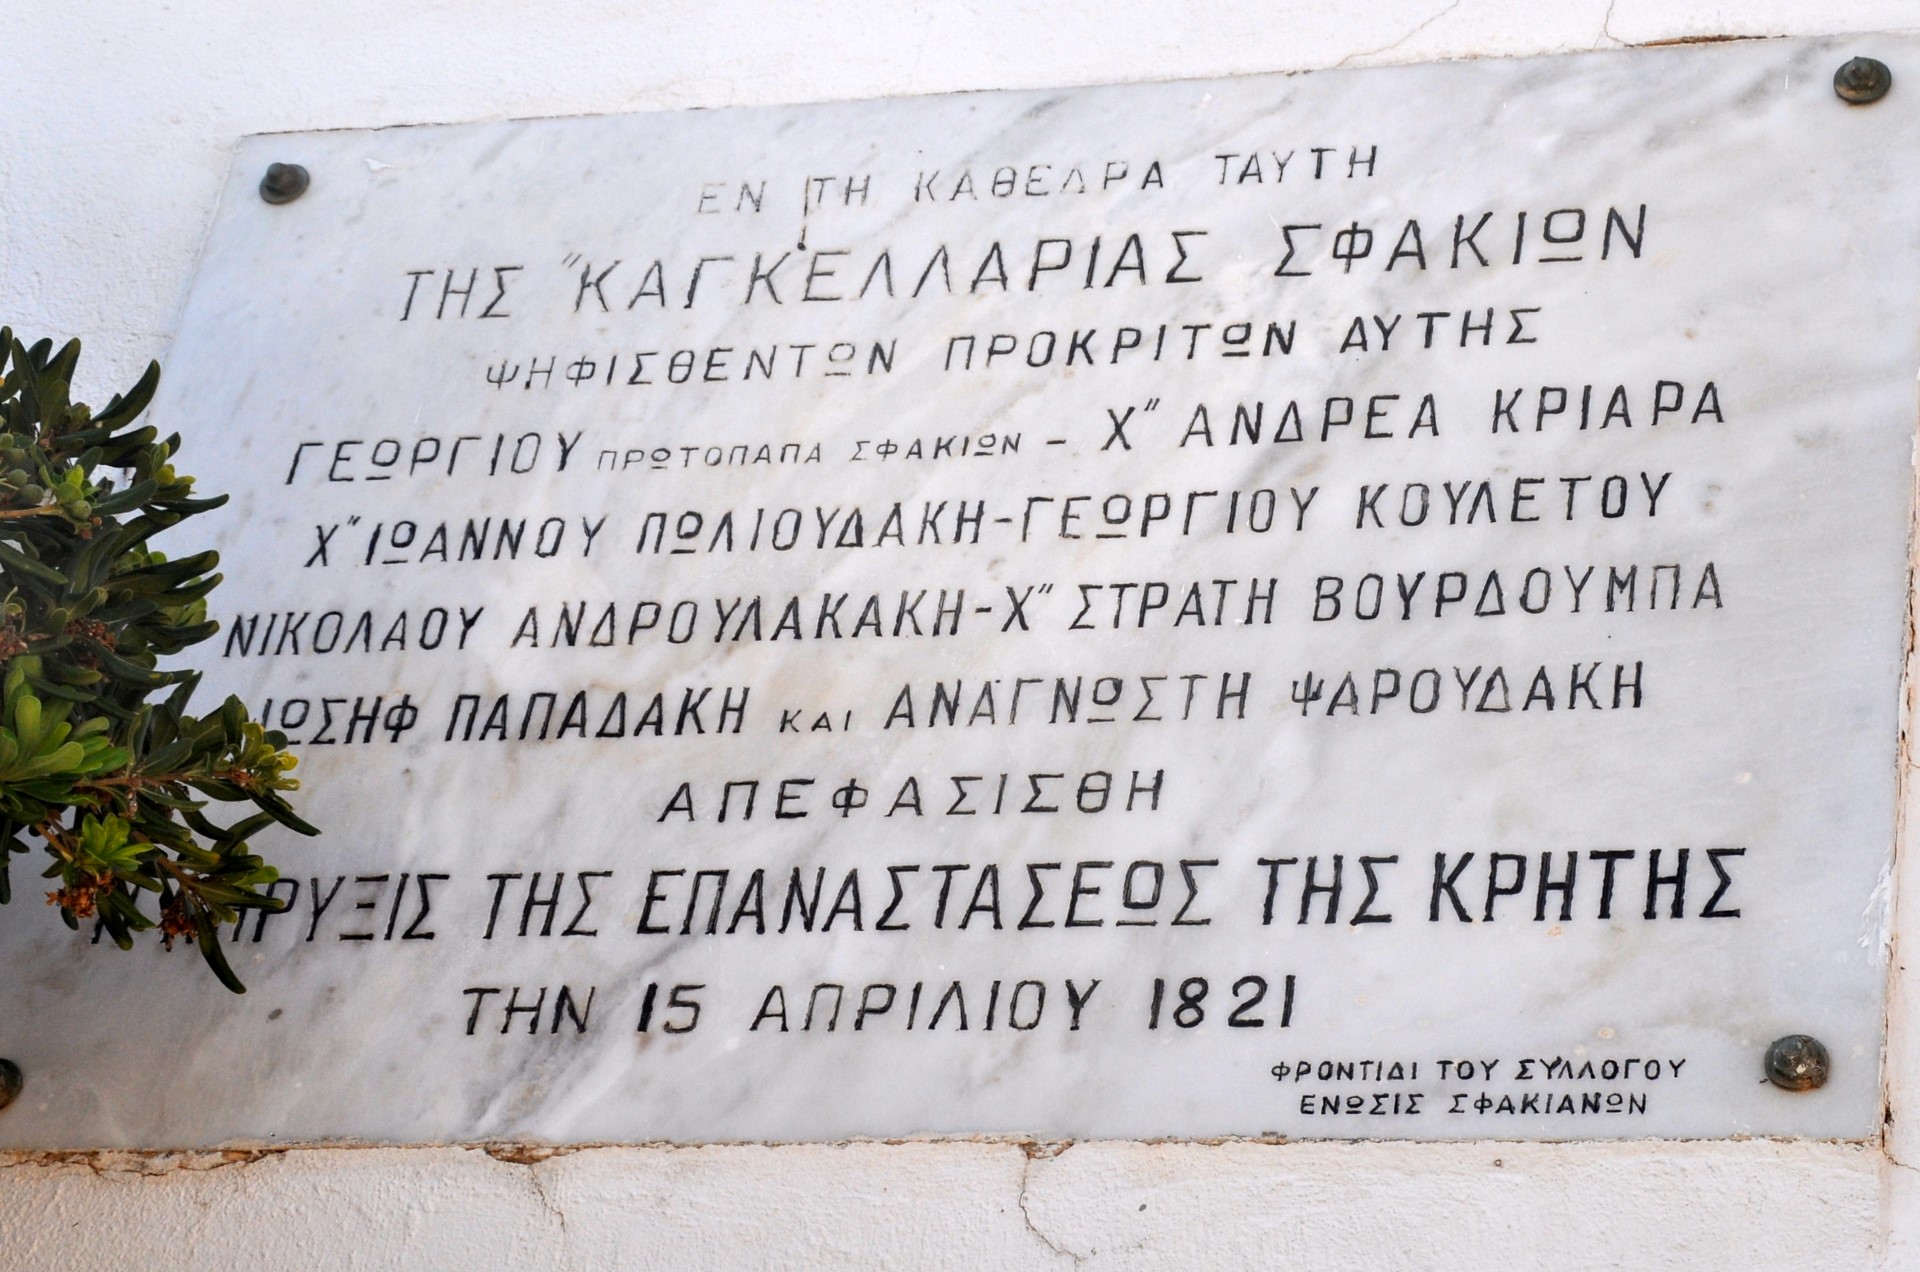 ΕΝ ΤΗ ΚΑΘΕΔΡΑ ΤΑΥΤΗ
ΤΗΣ "ΚΑΓΚΕΛΛΑΡΙΑΣ ΣΦΑΚΙΩΝ
ΨΗΦΙΣΘΕΝΤΩΝ ΠΡΟΚΡΙΤΩΝ ΑΥΤΗΣ
ΓΕΩΡΓΙΟΥ ΠΡΩΤΟΠΑΠΑ ΣΦΑΚΙΩΝ - Χ" ΑΝΔΡΕΑ ΚΡΙΑΡΑ
Χ" ΙΩΑΝΝΟΥ ΠΩΛΙΟΥΔΑΚΗ-ΓΕΩΡΓΙΟΥ ΚΟΥΛΕΤΟΥ
ΝΙΚΟΛΑΟΥ ΑΝΔΡΟΥΛΑΚΑΚΗ-Χ" ΣΤΡΑΤΗ ΒΟΥΡΔΟΥΜΠΑ
ΙΩΣΗΦ ΠΑΠΑΔΑΚΗ ΚΑΙ ΑΝΑΓΝΩΣΤΗ ΨΑΡΟΥΔΑΚΗ
ΑΠΕΦΑΣΙΣΘΗ
ΤΗΣ ΕΠΑΝΑΣΤΑΣΕΩΣ ΤΗΣ ΚΡΗΤΗΣ
ΤΗΝ 15 ΑΠΡΙΛΙΟΥ 1821
ΦΡΟΝΤΙΔΙ ΤΟΥ ΣΥΛΛΟΓΟΥ
ΕΝΩΣΙΣ ΣΦΑΚΙΑΝΩΝ